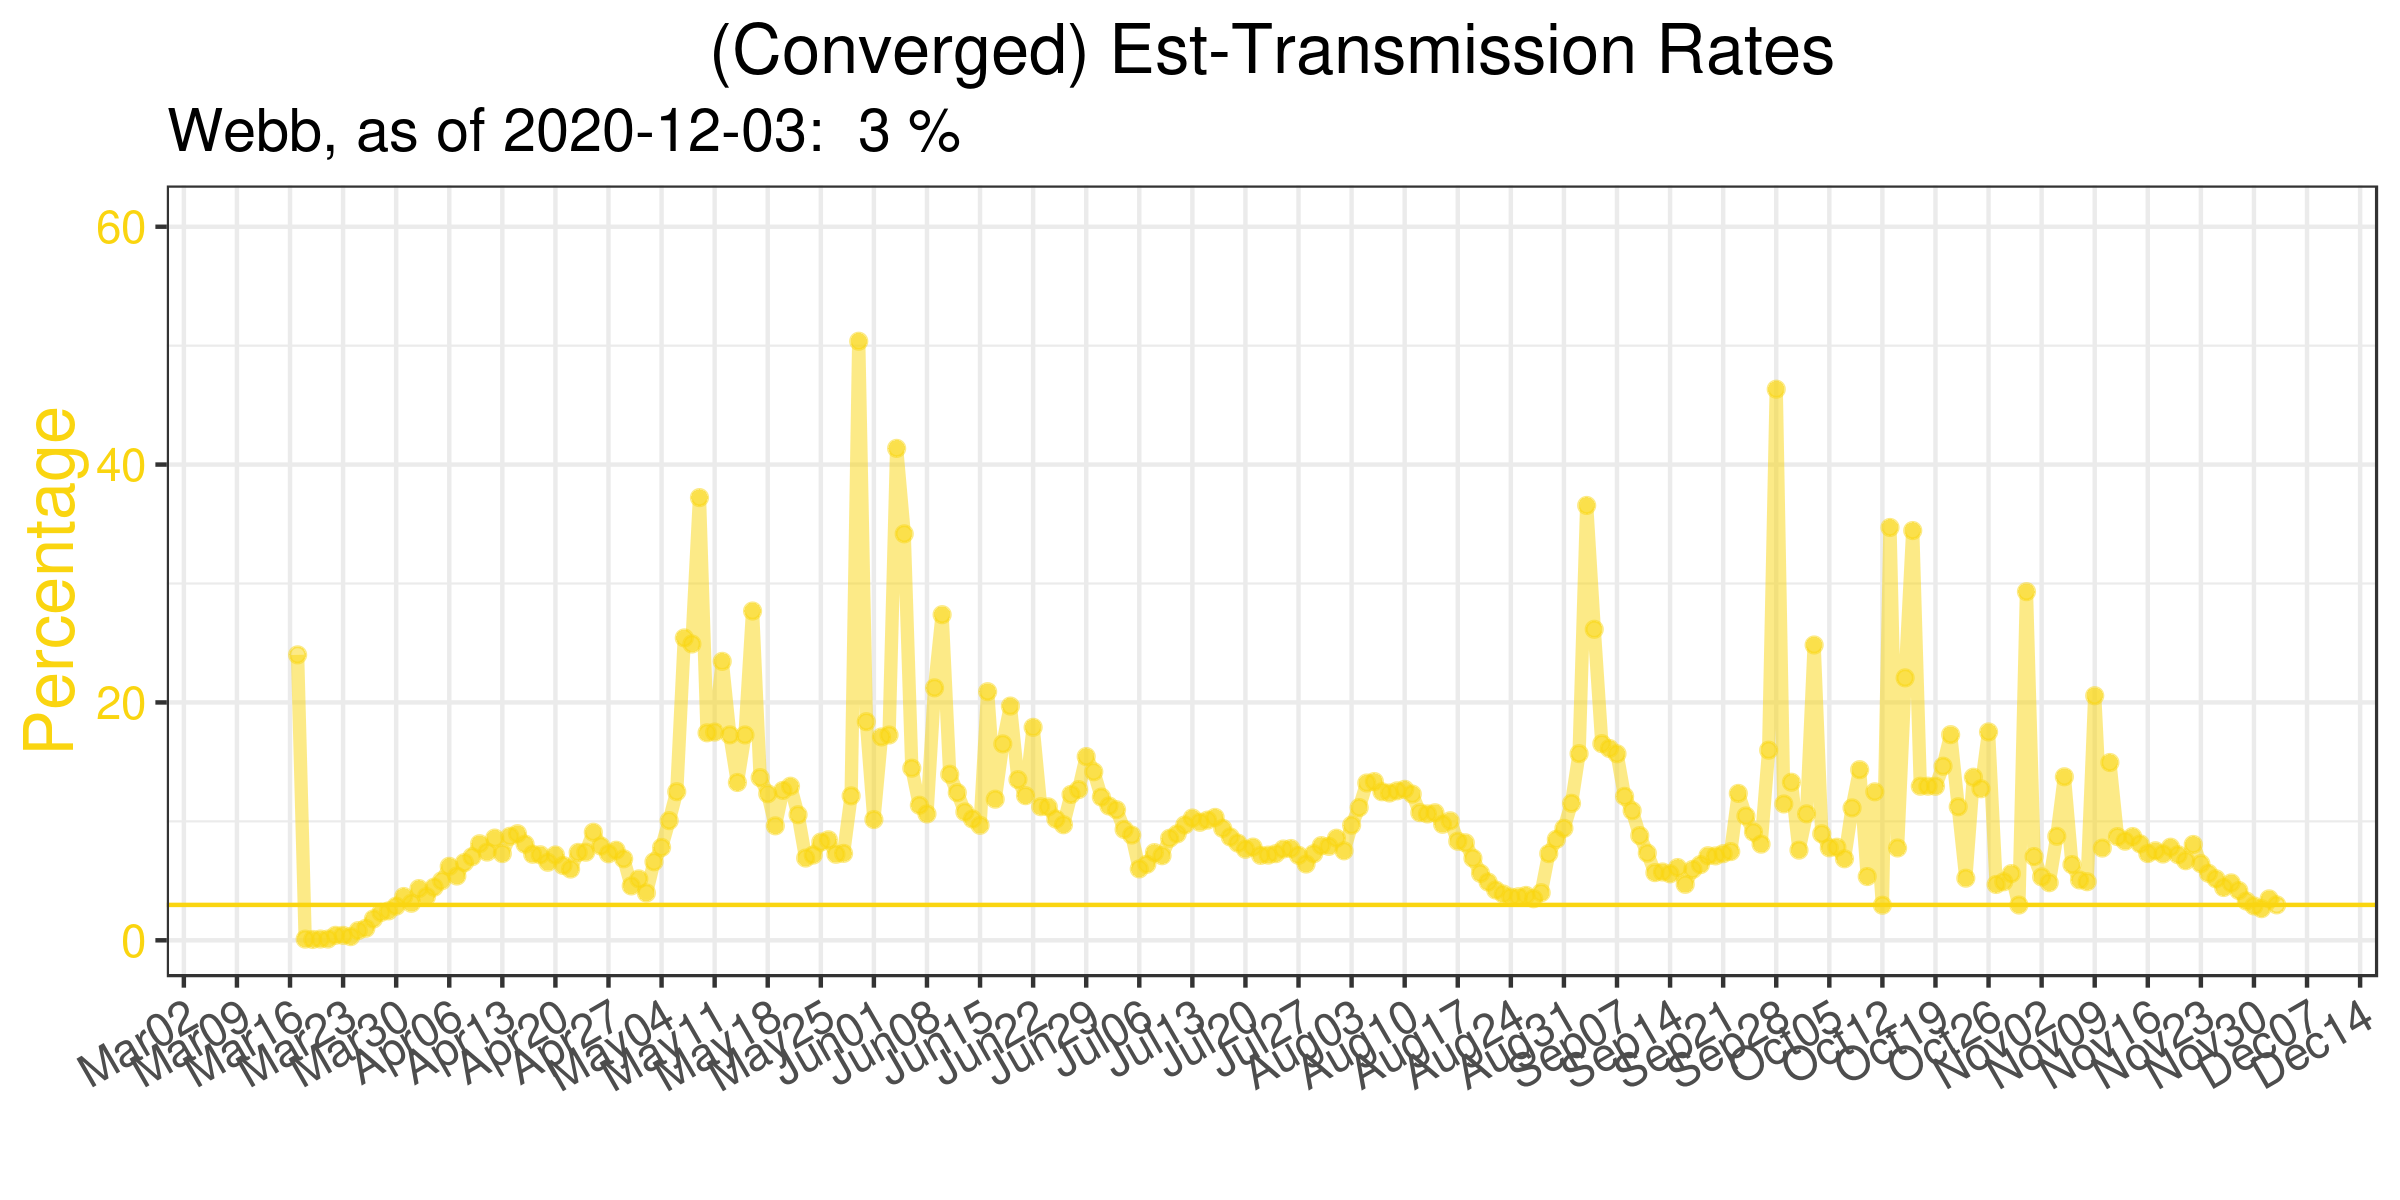 (Converged) Est-Transmission Rates
Webb, as of 2020-12-03:  3 %
Percentage
60
40
20
0
Mar02
Mar09
Mar16
Mar23
Mar30
Apr06
Apr13
Apr20
Apr27
May04
May11
May18
May25
Jun01
Jun08
Jun15
Jun22
Jun29
Jul06
Jul13
Jul20
Jul27
Aug03
Aug10
Aug17
Aug24
Aug31
Sep07
Sep14
Sep21
Sep28
Oct05
Oct12
Oct19
Oct26
Nov02
Nov09
Nov16
Nov23
Nov30
Dec07
Dec14